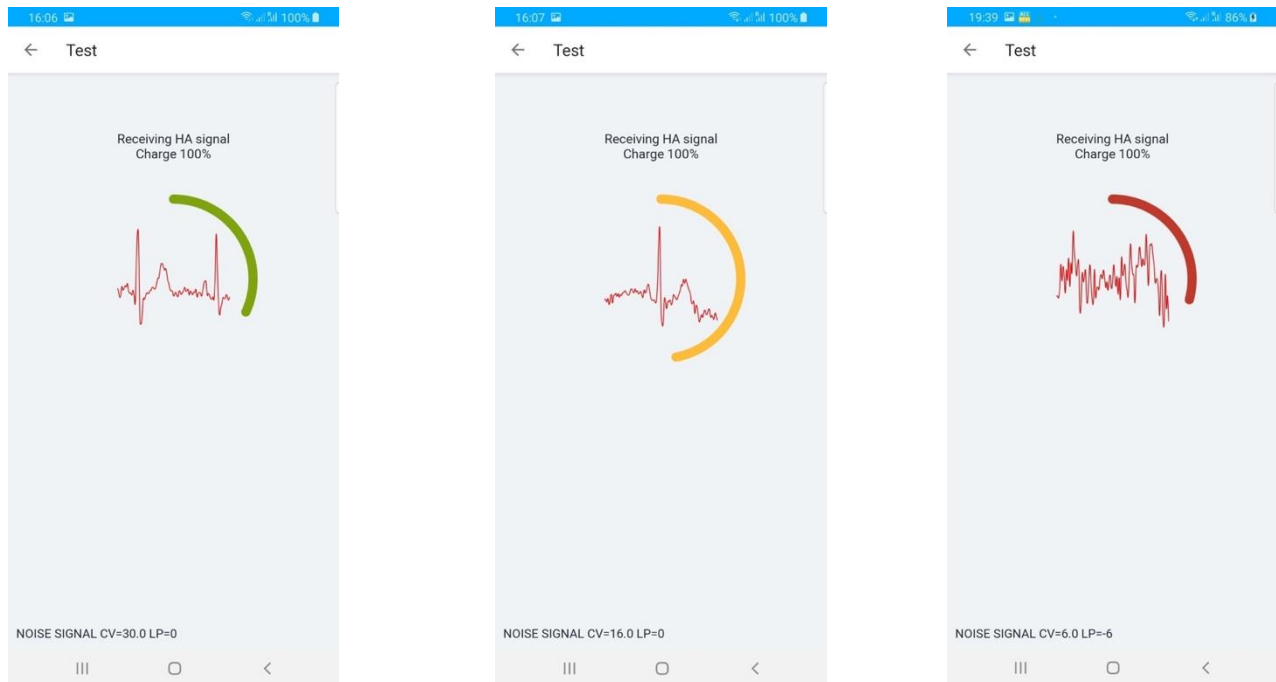 16:06 100%
Test
Receiving HA signal
Charge 100%
NOISE SIGNAL CV=30.0 LP=0
16:07 100%
Test
Receiving HA signal
Charge 100%
NOISE SIGNAL CV=16.0 LP=0
19:39 86%
Test
Receiving HA signal
Charge 100%
NOISE SIGNAL CV=6.0 LP=-6